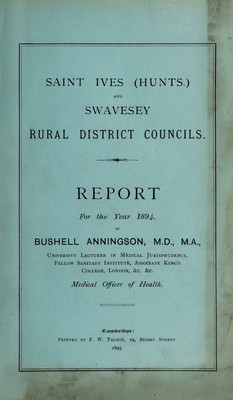 SAINT IVES (HUNTS.)
AND
SWAVESEY
RURAL DISTRICT COUNCILS.
REPORT
For the Year 1894,
BY
BUSHELL ANNINGSON, M.D., M.A.,
UNIVERSITY LECTURER IN MEDICAL JURISPRUDENCE,
FELLOW SANITARY INSTITUTE, ASSOCIATE KING'S
COLLEGE, LONDON, &C. &C.
Medical Officer of Health.
Cambridge:
PRINTED BY F. W. TALBOT, 19, SUSSEX STREET
1895